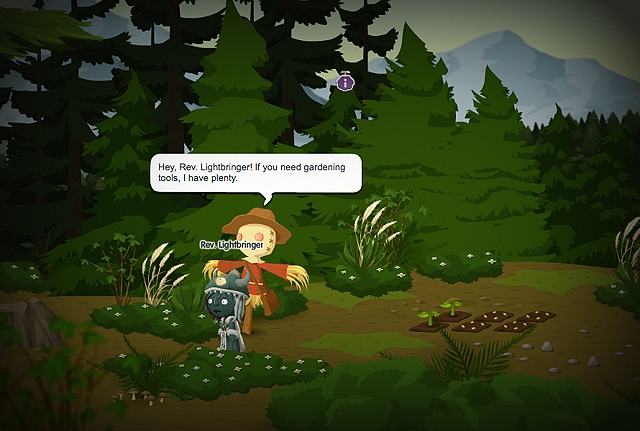 Hey, Rev. Lightbringer! If you need gardening
tools, I have plenty.
Rev. Lightbringer